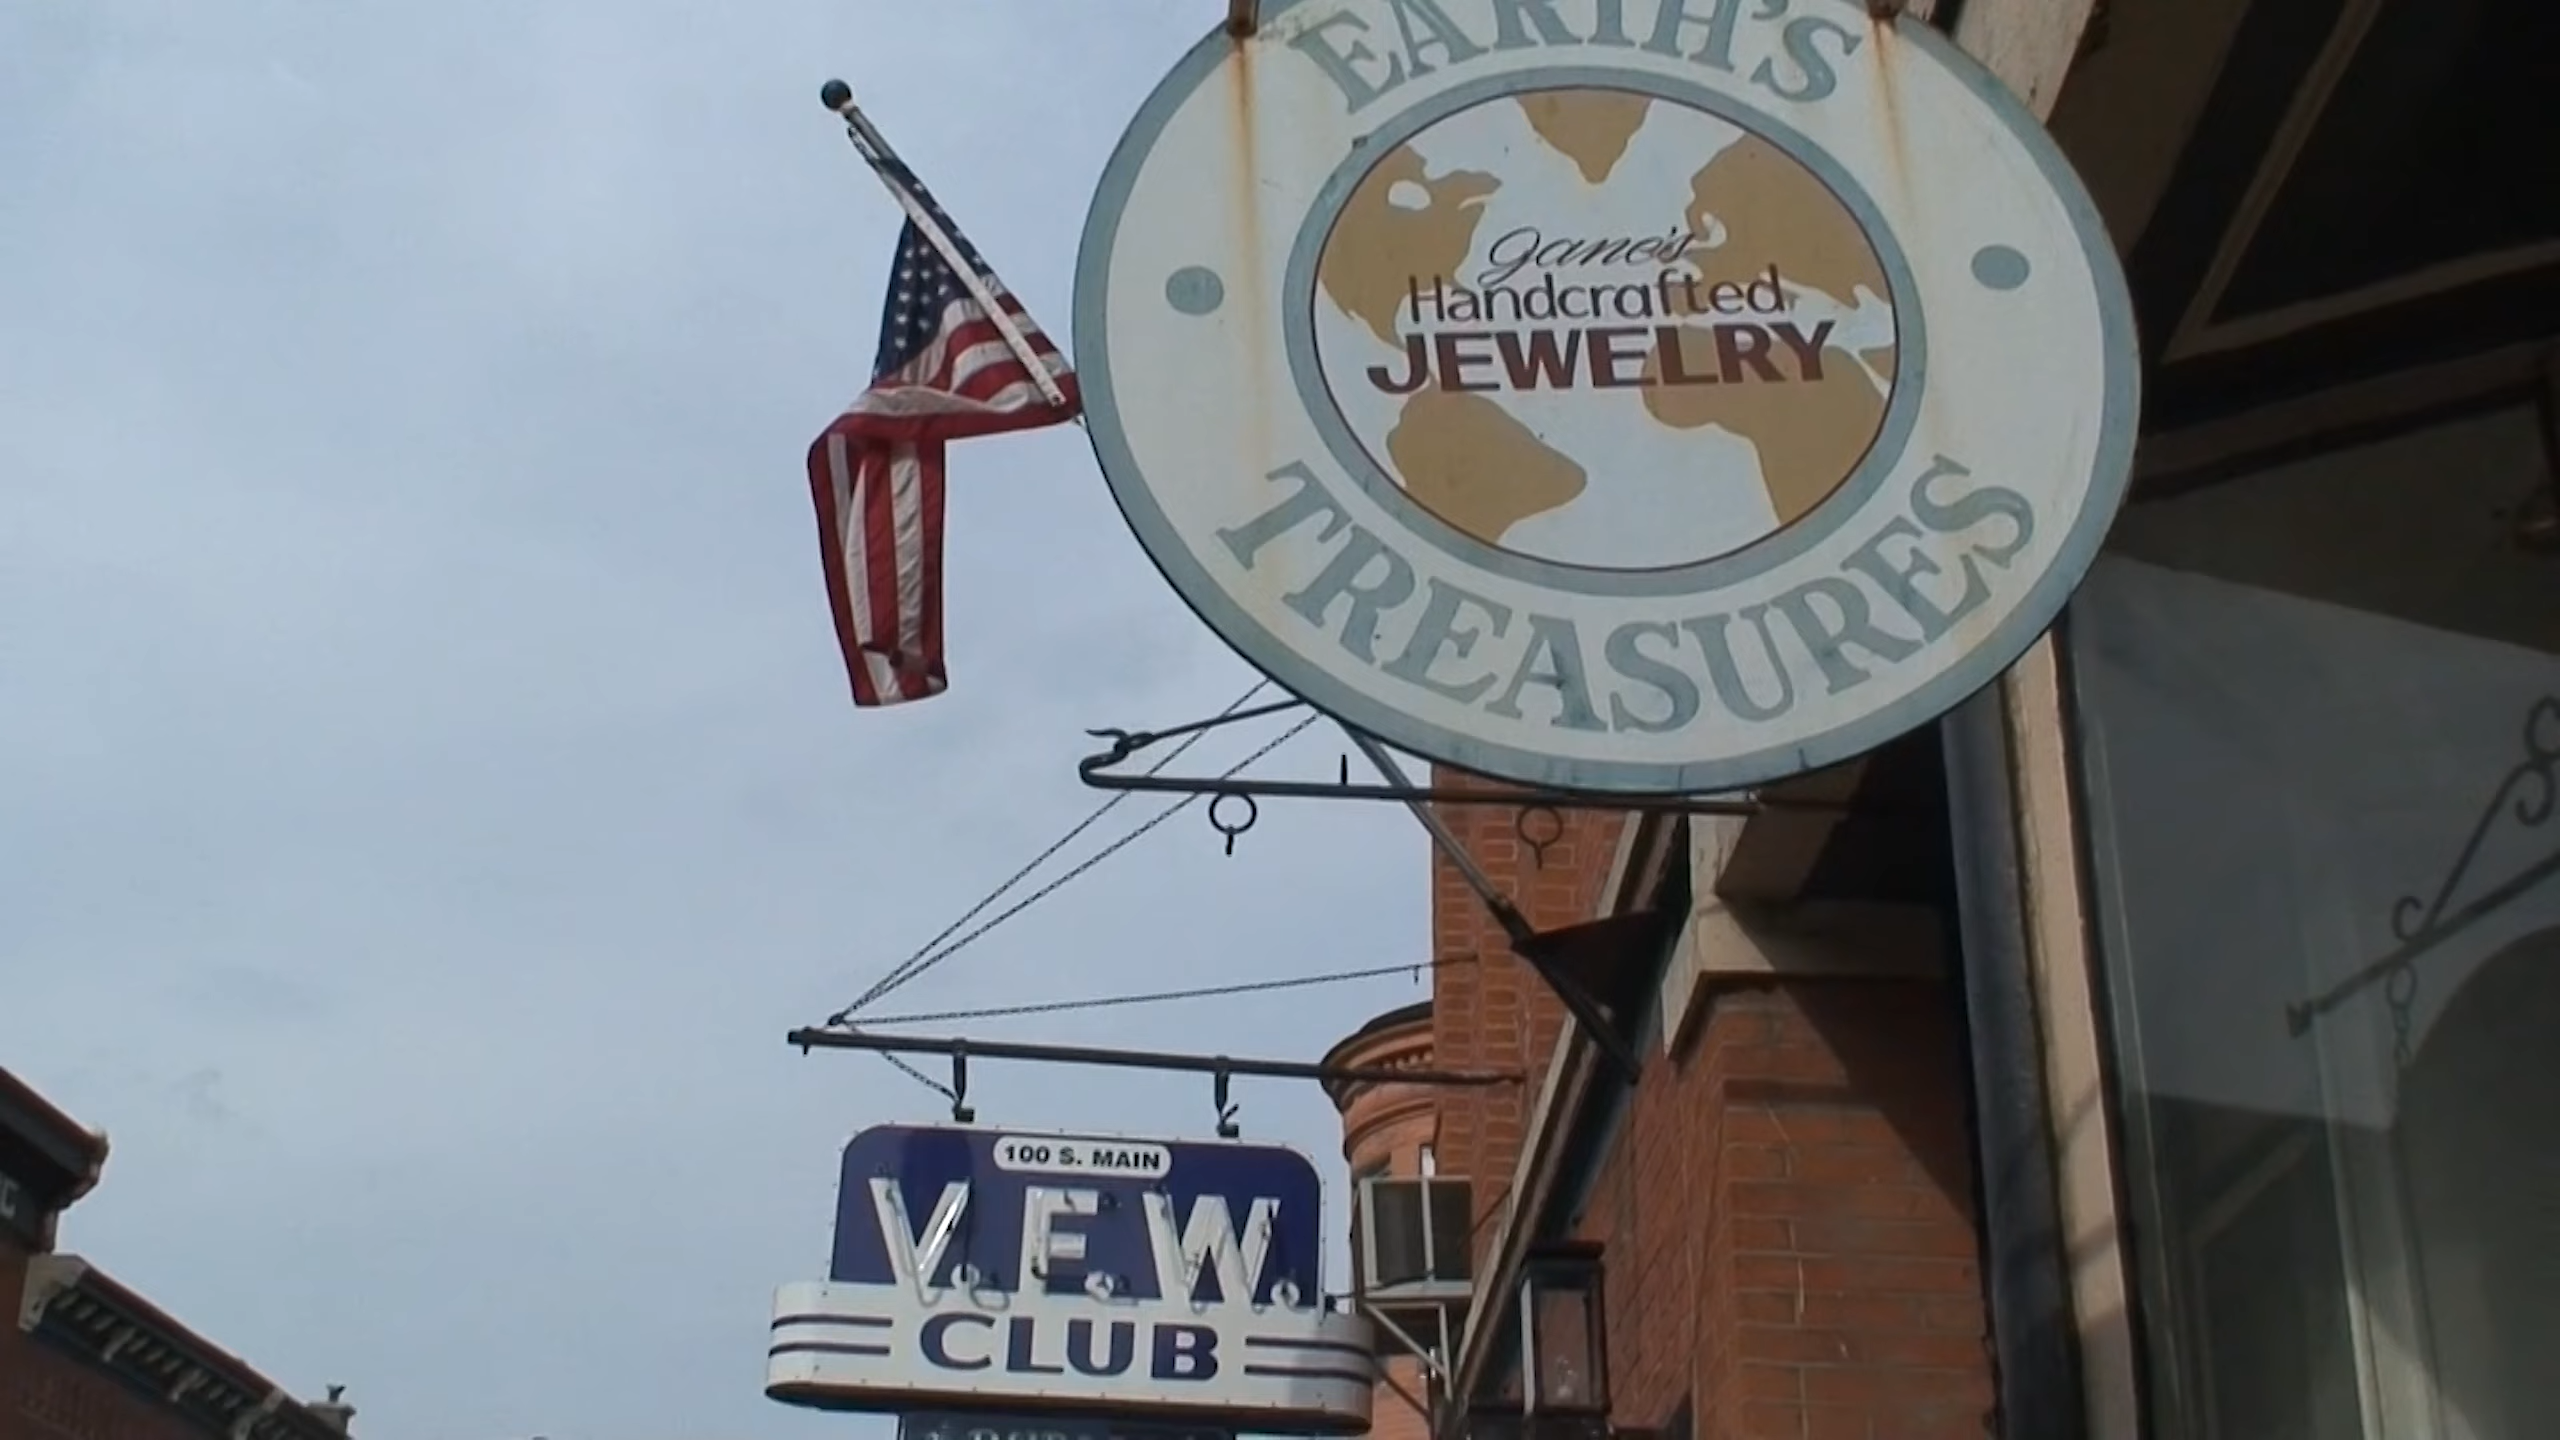 EARTH'S
Jane's
Handcrafted
JEWELRY
TREASURES
100 S. MAIN
V.F.W.
CLUB